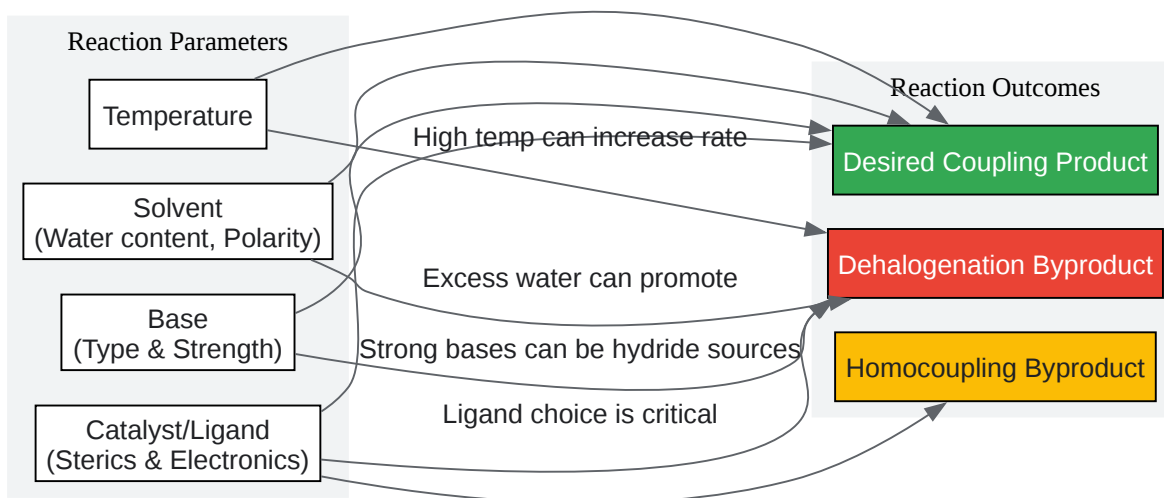 Reaction Parameters
Temperature
Solvent
(Water content, Polarity)
Base
(Type & Strength)
Catalyst/Ligand
(Sterics & Electronics)
High temp can increase rate
Excess water can promote
Strong bases can be hydride sources
Ligand choice is critical
Reaction Outcomes
Desired Coupling Product
Dehalogenation Byproduct
Homocoupling Byproduct